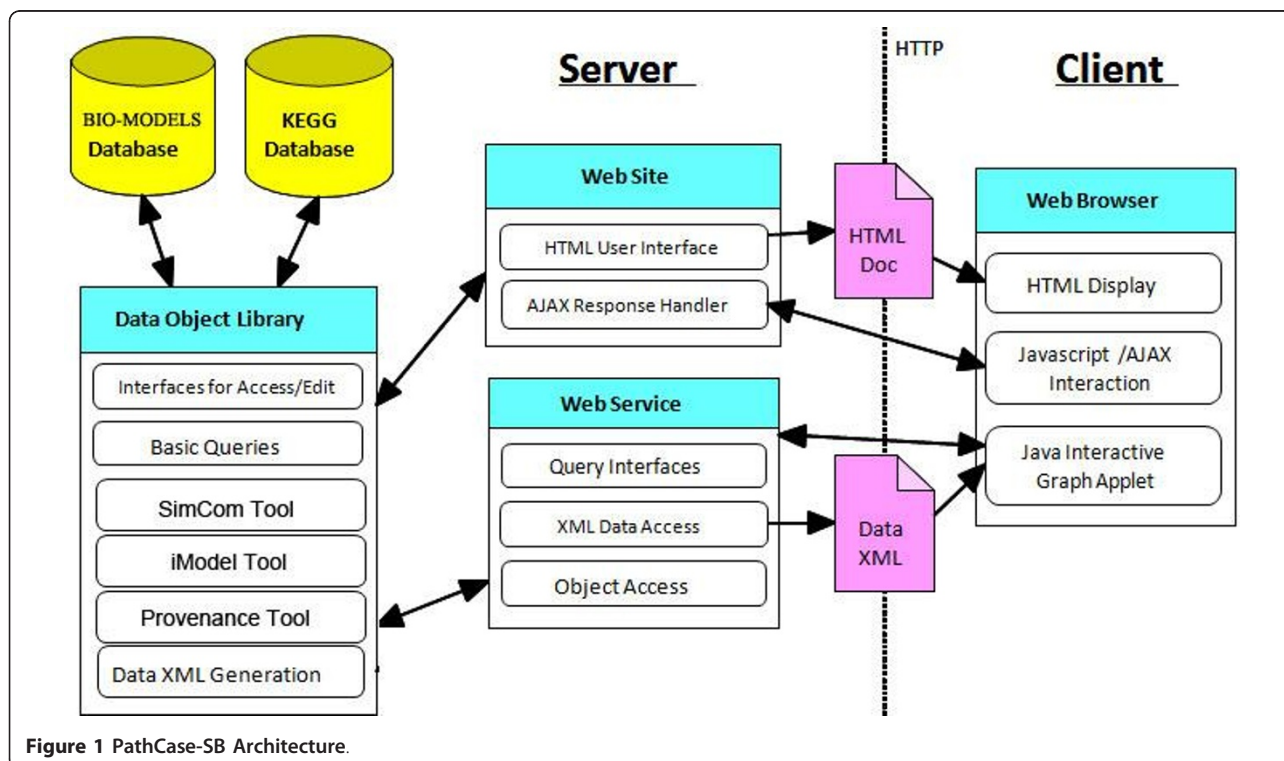 Server
HTTP
Client
BIO-MODELS
Database
KEGG
Database
Data Object Library
Interfaces for Access/Edit
Basic Queries
SimCom Tool
iModel Tool
Provenance Tool
Data XML Generation
Web Site
HTML User Interface
AJAX Response Handler
Web Service
Query Interfaces
XML Data Access
Object Access
HTML
Doc
Data
XML
Web Browser
HTML Display
Javascript /AJAX
Interaction
Java Interactive
Graph Applet
Figure 1 PathCase-SB Architecture.